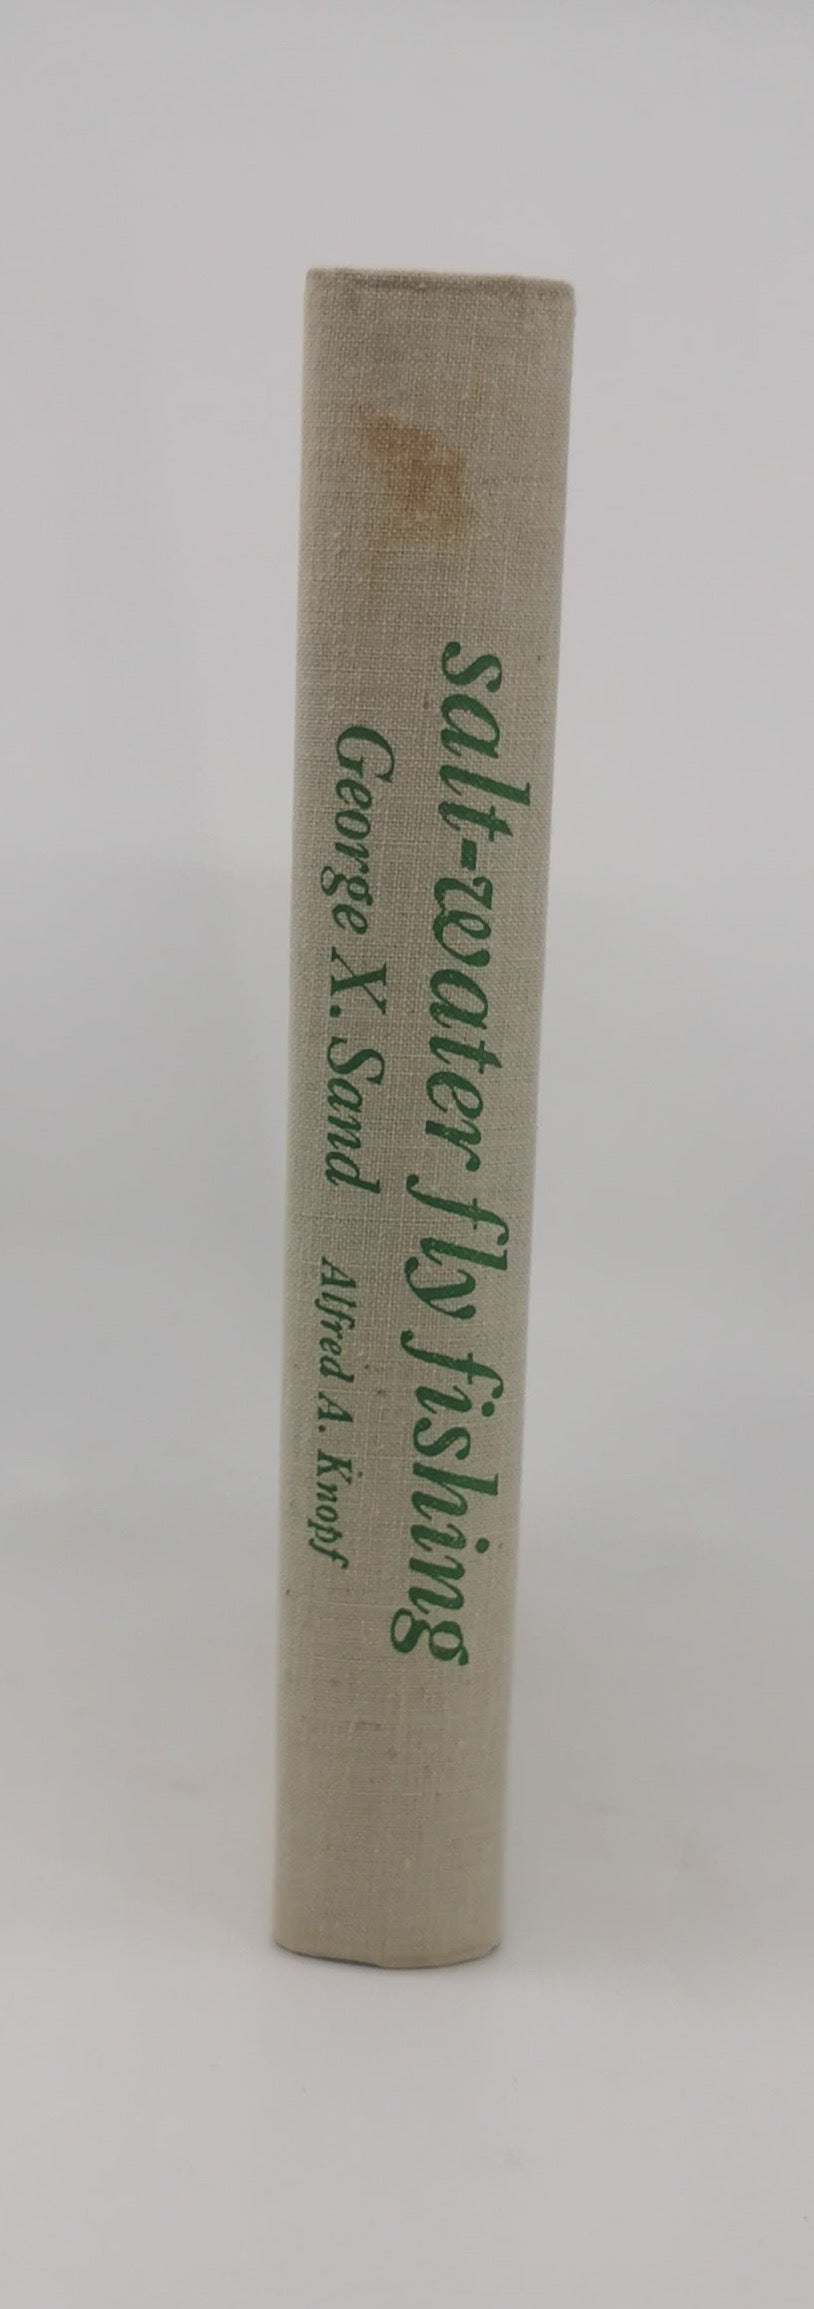 salt-water fly fishing
George X. Sand Alfred A. Knopf